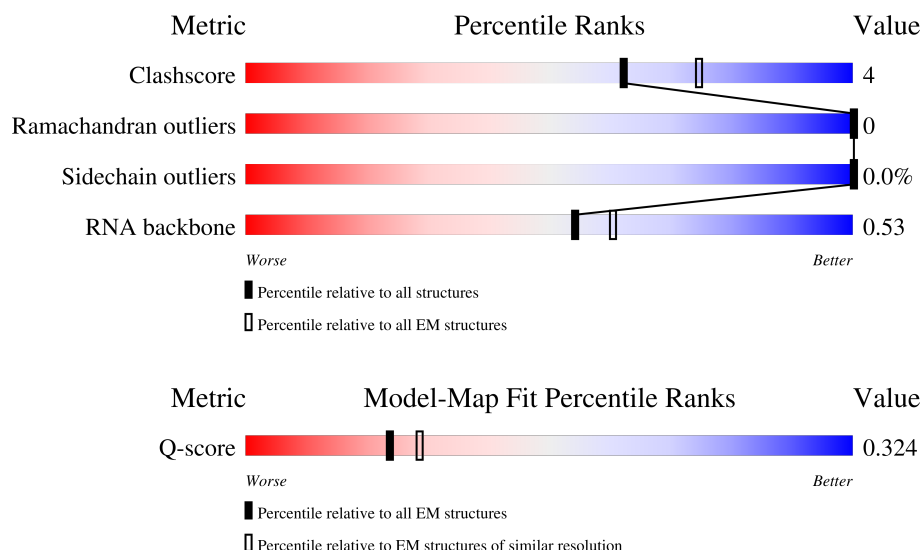 Metric Percentile Ranks Value
Clashscore 4
Ramachandran outliers 0
Sidechain outliers 0.0%
RNA backbone 0.53
Worse Better
Percentile relative to all structures
Percentile relative to all EM structures
Metric Model-Map Fit Percentile Ranks Value
Q-score 0.324
Worse Better
Percentile relative to all EM structures
Percentile relative to EM structures of similar resolution